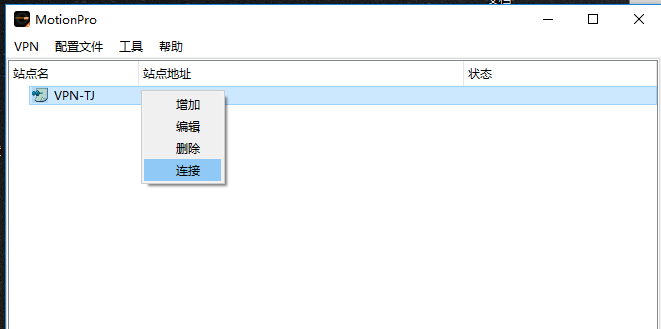 MotionPro
VPN 配置文件 工具 帮助
站点名 站点地址 状态
VPN-TJ
增加
编辑
删除
连接